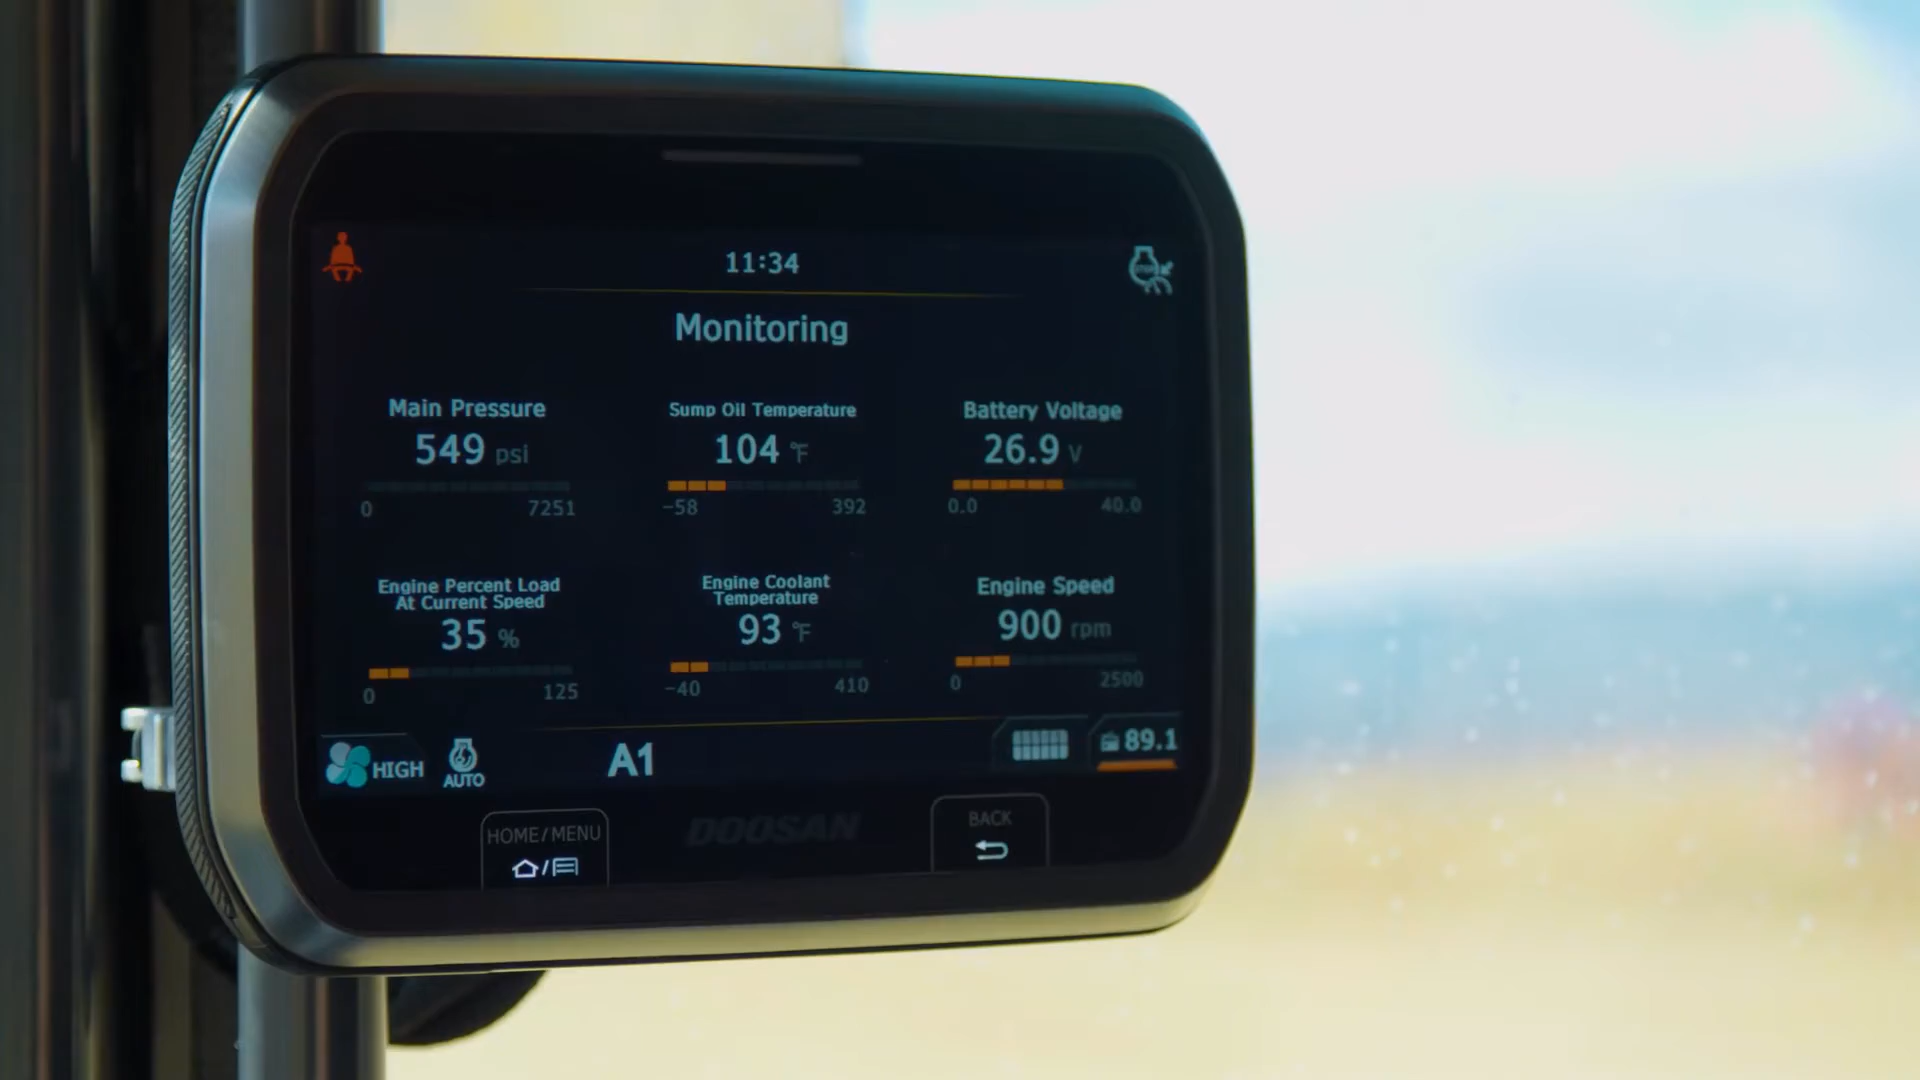 11:34
Monitoring
Main Pressure
549 psi
0 7251
Sump Oil Temperature
104 °F
-58 392
Battery Voltage
26.9 V
0.0 40.0
Engine Percent Load
At Current Speed
35 %
0 125
Engine Coolant
Temperature
93 °F
-40 410
Engine Speed
900 rpm
0 2500
HIGH
AUTO
A1
89.1
HOME/MENU
DOOSAN
BACK